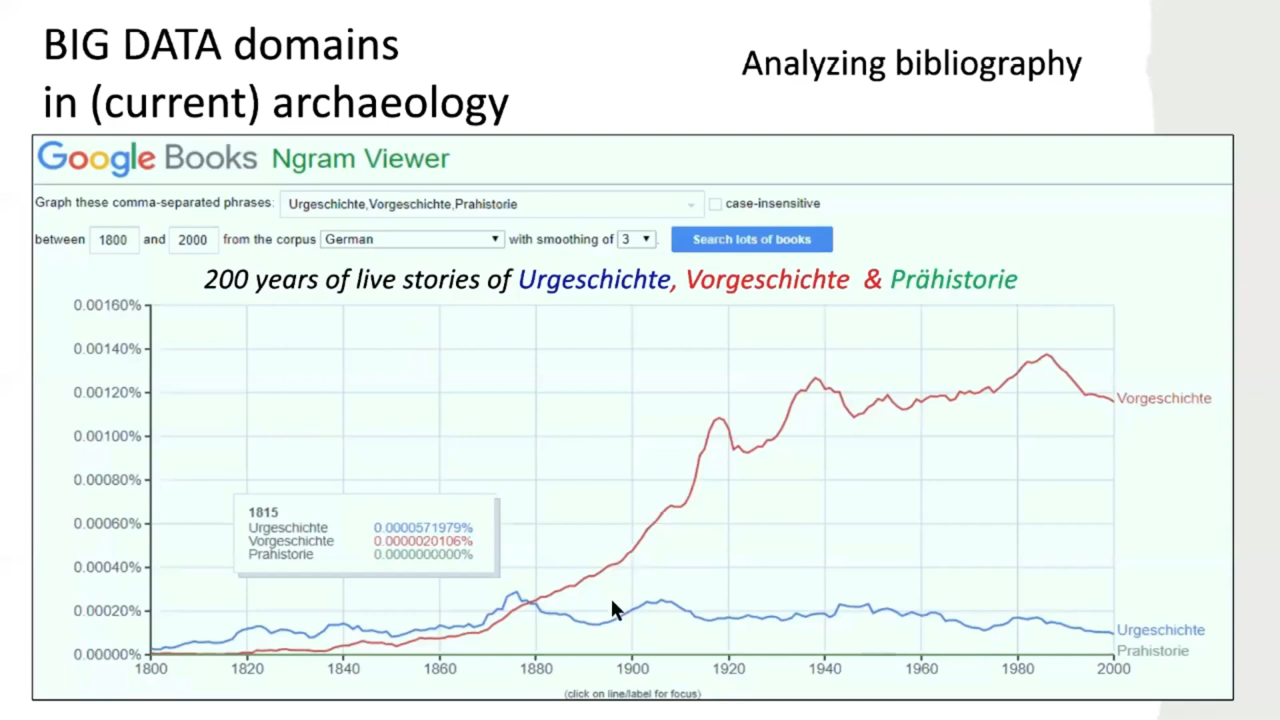 BIG DATA domains
in (current) archaeology
Analyzing bibliography
Google Books Ngram Viewer
Graph these comma-separated phrases: Urgeschichte,Vorgeschichte,Prahistorie case-insensitive
between 1800 and 2000 from the corpus German with smoothing of 3 . Search lots of books
200 years of live stories of Urgeschichte, Vorgeschichte & Prähistorie
0.00160%
0.00140%
0.00120%
0.00100%
0.00080%
0.00060%
0.00040%
0.00020%
0.00000%
Vorgeschichte
1815
Urgeschichte 0.0000571979%
Vorgeschichte 0.0000020106%
Prahistorie 0.0000000000%
Urgeschichte
Prahistorie
1800 1820 1840 1860 1880 1900 1920 1940 1960 1980 2000
(click on line/label for focus)